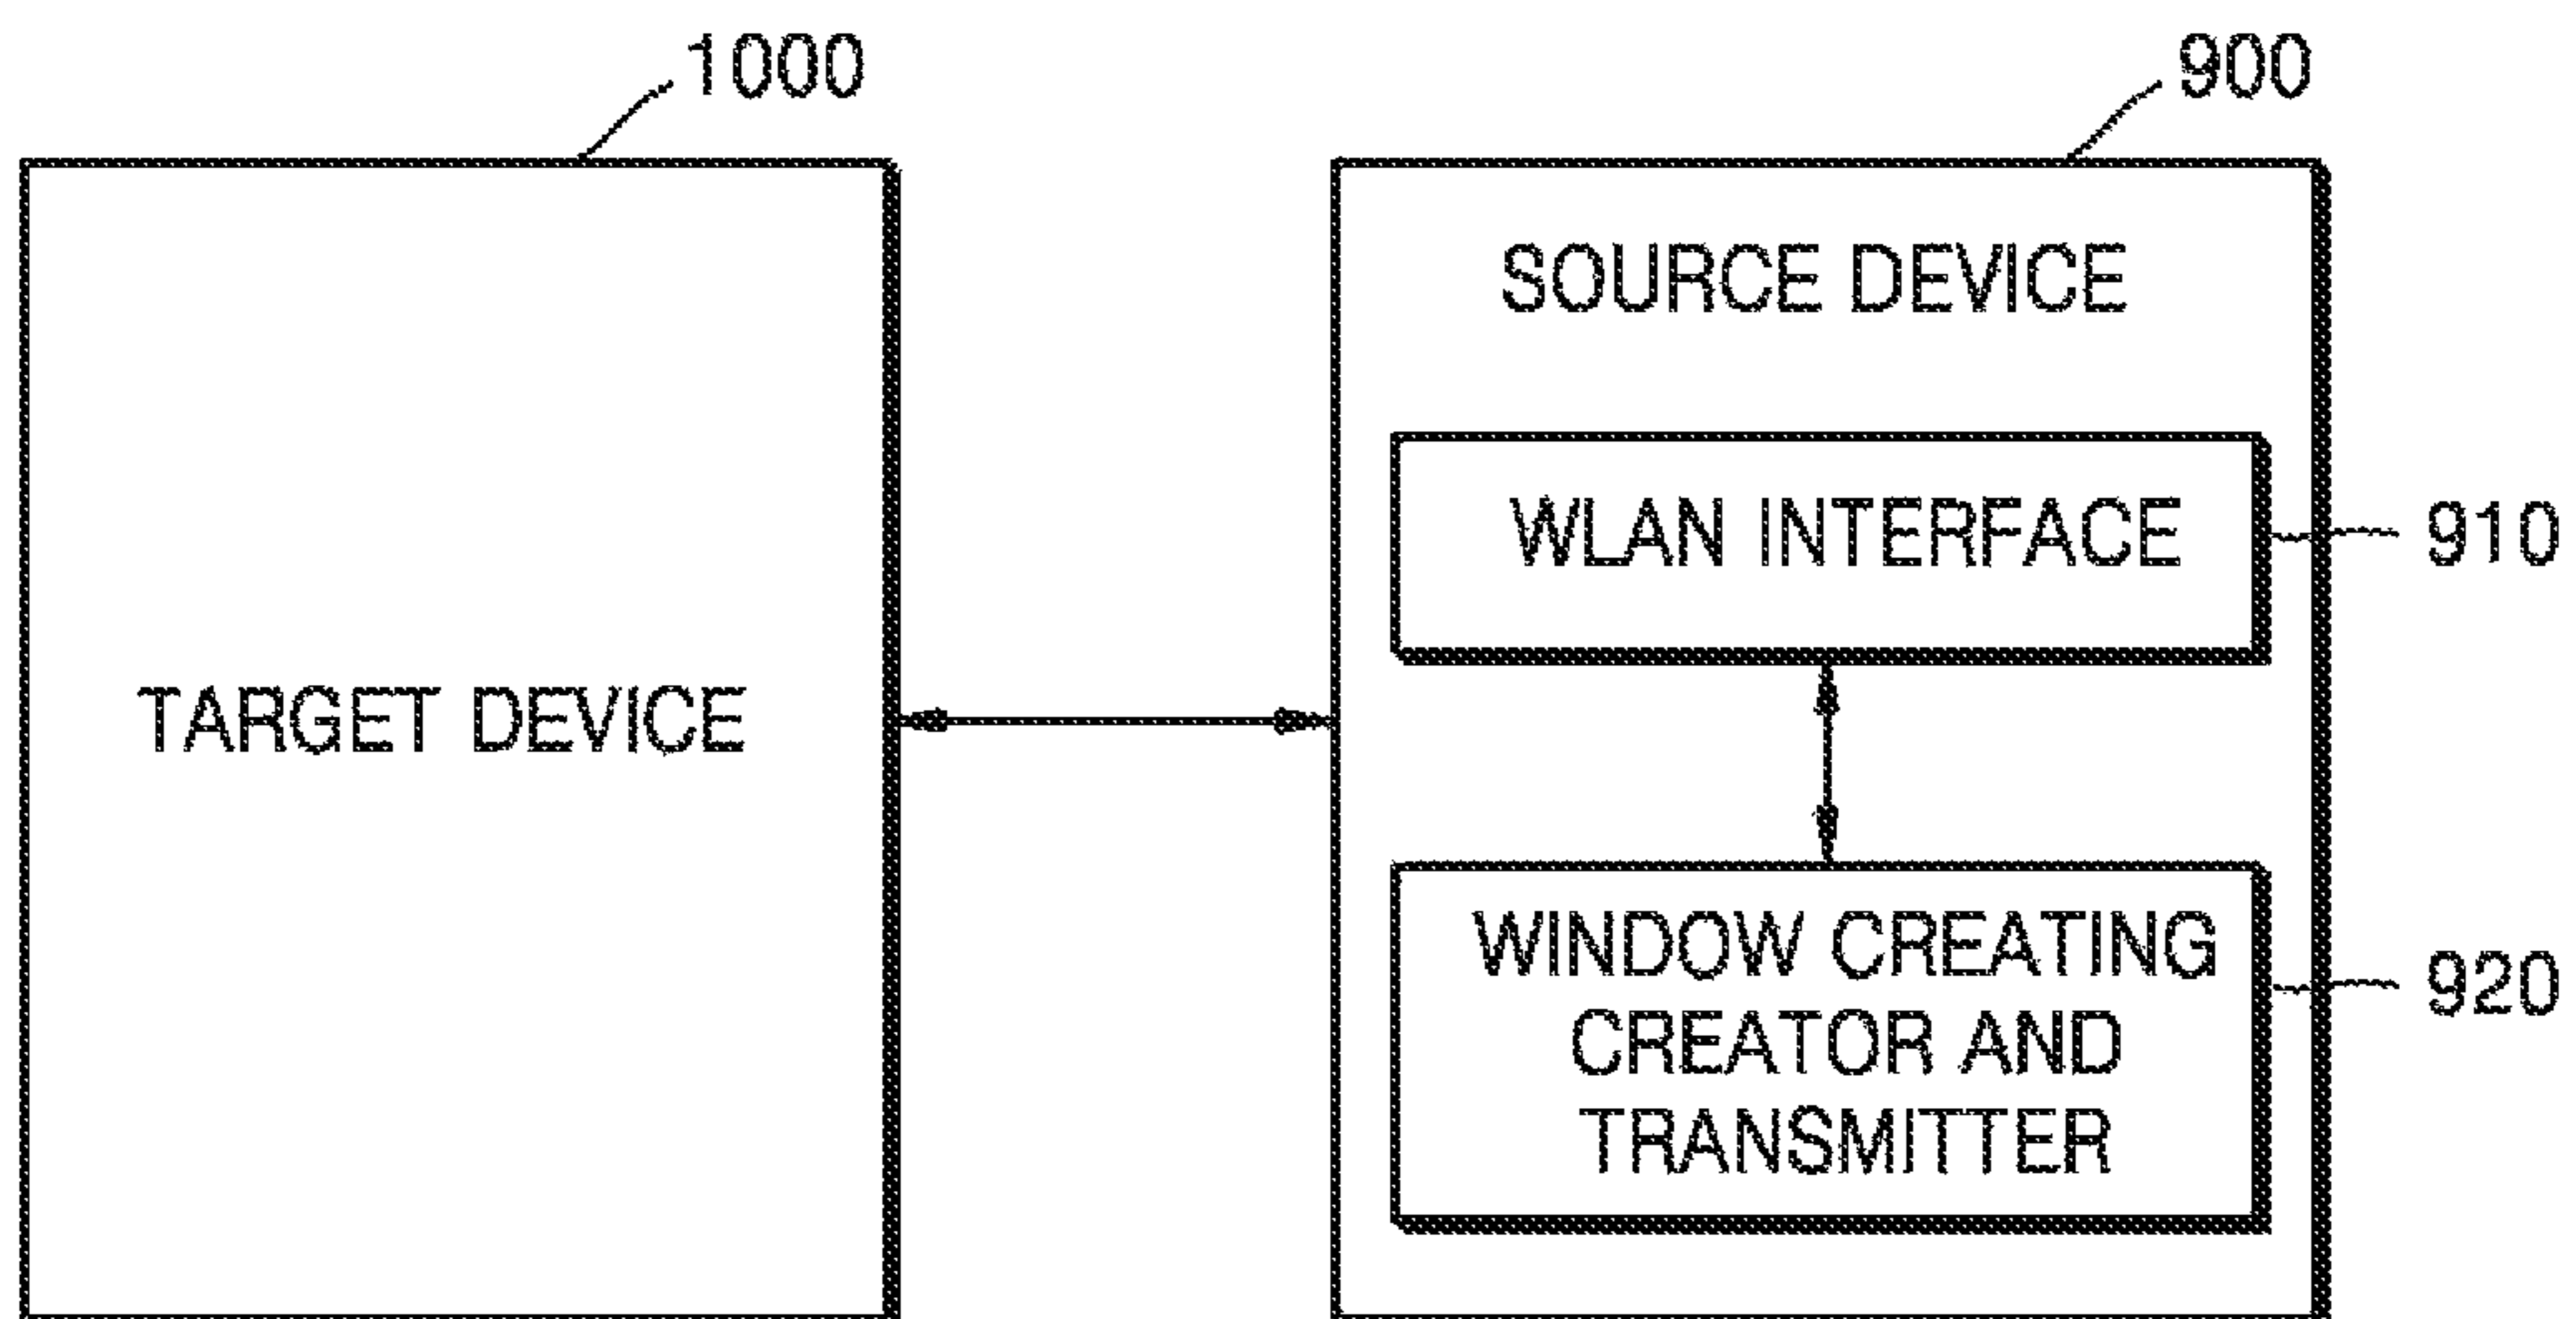 1000
900
TARGET DEVICE
SOURCE DEVICE
WLAN INTERFACE
910
WINDOW CREATING
CREATOR AND
TRANSMITTER
920